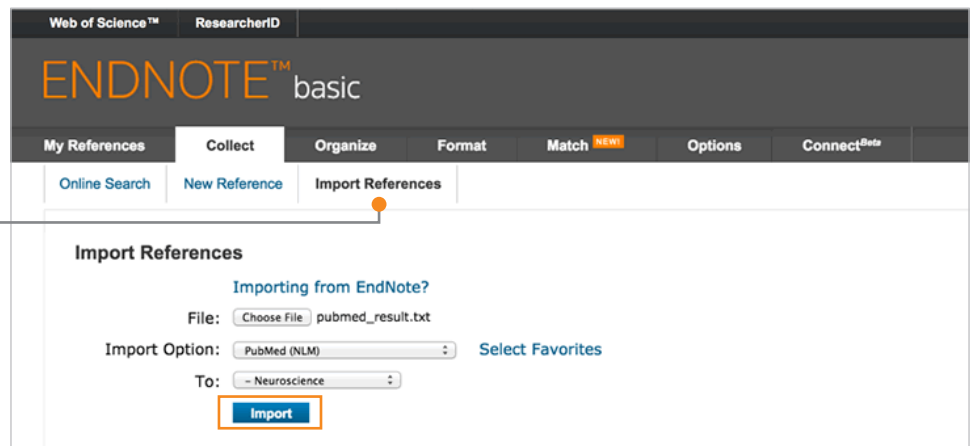 Web of Science™ ResearcherID
ENDNOTE™ basic
My References Collect Organize Format Match NEW! Options Connect Beta
Online Search New Reference Import References
Import References
Importing from EndNote?
File: Choose File pubmed_result.txt
Import Option: PubMed (NLM) Select Favorites
To: – Neuroscience
Import